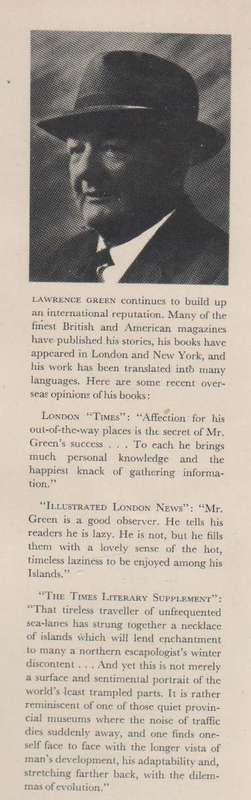 LAWRENCE GREEN continues to build up
an international reputation. Many of the
finest British and American magazines
have published his stories, his books have
appeared in London and New York, and
his work has been translated into many
languages. Here are some recent over-
seas opinions of his books:
LONDON "TIMES": "Affection for his
out-of-the-way places is the secret of Mr.
Green's success . . . To each he brings
much personal knowledge and the
happiest knack of gathering informa-
tion."
"ILLUSTRATED LONDON NEWS": "Mr.
Green is a good observer. He tells his
readers he is lazy. He is not, but he fills
them with a lovely sense of the hot,
timeless laziness to be enjoyed among his
Islands."
"THE TIMES LITERARY SUPPLEMENT":
"That tireless traveller of unfrequented
sea-lanes has strung together a necklace
of islands which will lend enchantment
to many a northern escapologist's winter
discontent . . . And yet this is not merely
a surface and sentimental portrait of the
world's least trampled parts. It is rather
reminiscent of one of those quiet provin-
cial museums where the noise of traffic
dies suddenly away, and one finds one-
self face to face with the longer vista of
man's development, his adaptability and,
stretching farther back, with the dilem-
mas of evolution."